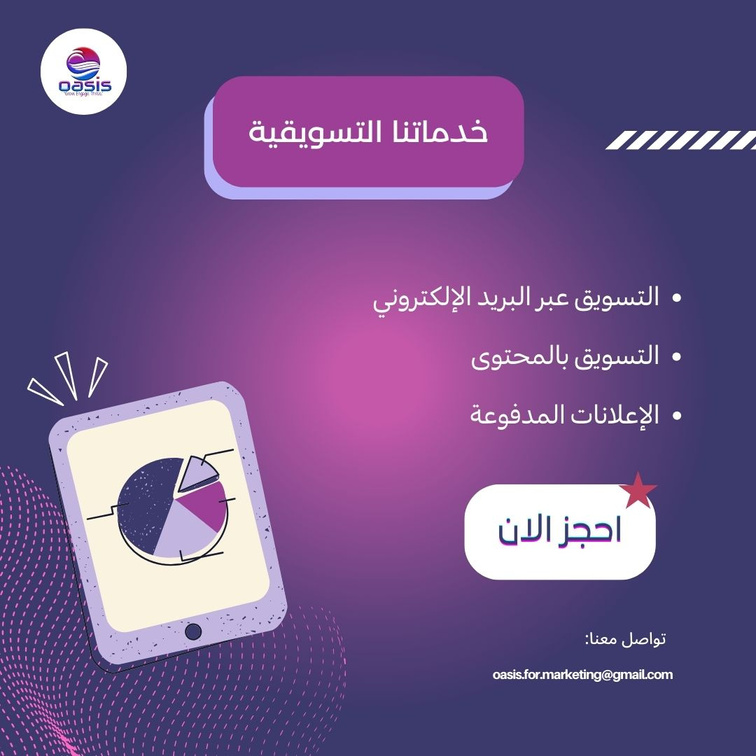 oasis
خدماتنا التسويقية
التسويق عبر البريد الإلكتروني
التسويق بالمحتوى
الإعلانات المدفوعة
احجز الان
تواصل معنا:
oasis.for.marketing@gmail.com